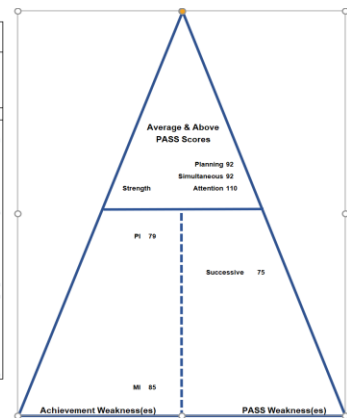 Average & Above
PASS Scores
Planning 92
Simultaneous 92
Strength Attention 110
PI 79
Successive 75
MI 85
Achievement Weakness(es) PASS Weakness(es)